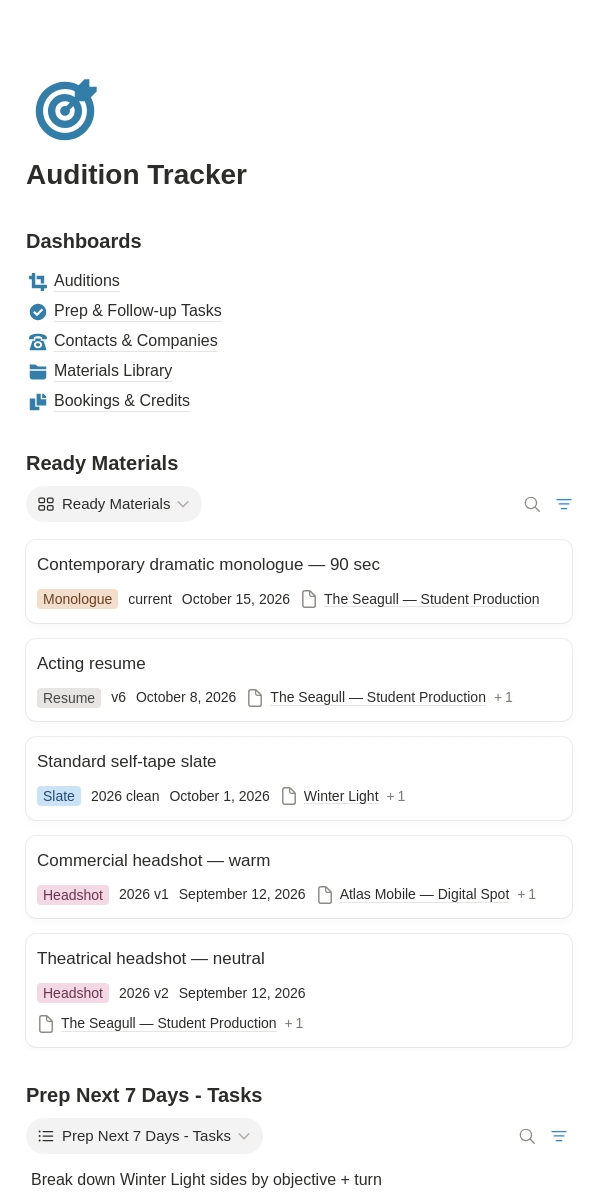 Audition Tracker
Dashboards
Auditions
Prep & Follow-up Tasks
Contacts & Companies
Materials Library
Bookings & Credits
Ready Materials
Ready Materials
Contemporary dramatic monologue — 90 sec
Monologue current October 15, 2026 The Seagull — Student Production
Acting resume
Resume v6 October 8, 2026 The Seagull — Student Production + 1
Standard self-tape slate
Slate 2026 clean October 1, 2026 Winter Light + 1
Commercial headshot — warm
Headshot 2026 v1 September 12, 2026 Atlas Mobile — Digital Spot + 1
Theatrical headshot — neutral
Headshot 2026 v2 September 12, 2026
The Seagull — Student Production + 1
Prep Next 7 Days - Tasks
Prep Next 7 Days - Tasks
Break down Winter Light sides by objective + turn